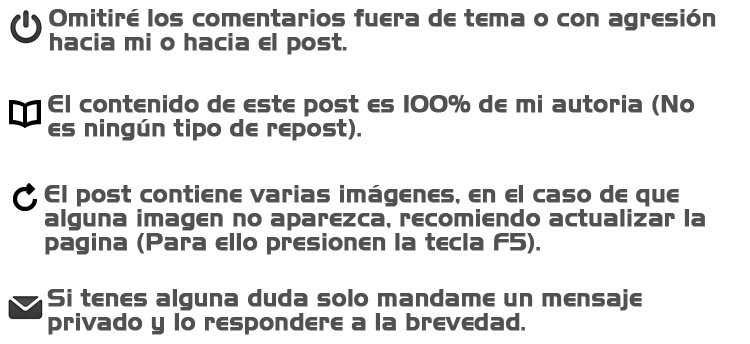 Omitiré los comentarios fuera de tema o con agresión
hacia mi o hacia el post.
El contenido de este post es 100% de mi autoria (No
es ningún tipo de repost).
El post contiene varias imágenes, en el caso de que
alguna imagen no aparezca, recomiendo actualizar la
pagina (Para ello presionen la tecla F5).
Si tenes alguna duda solo mandame un mensaje
privado y lo respondere a la brevedad.